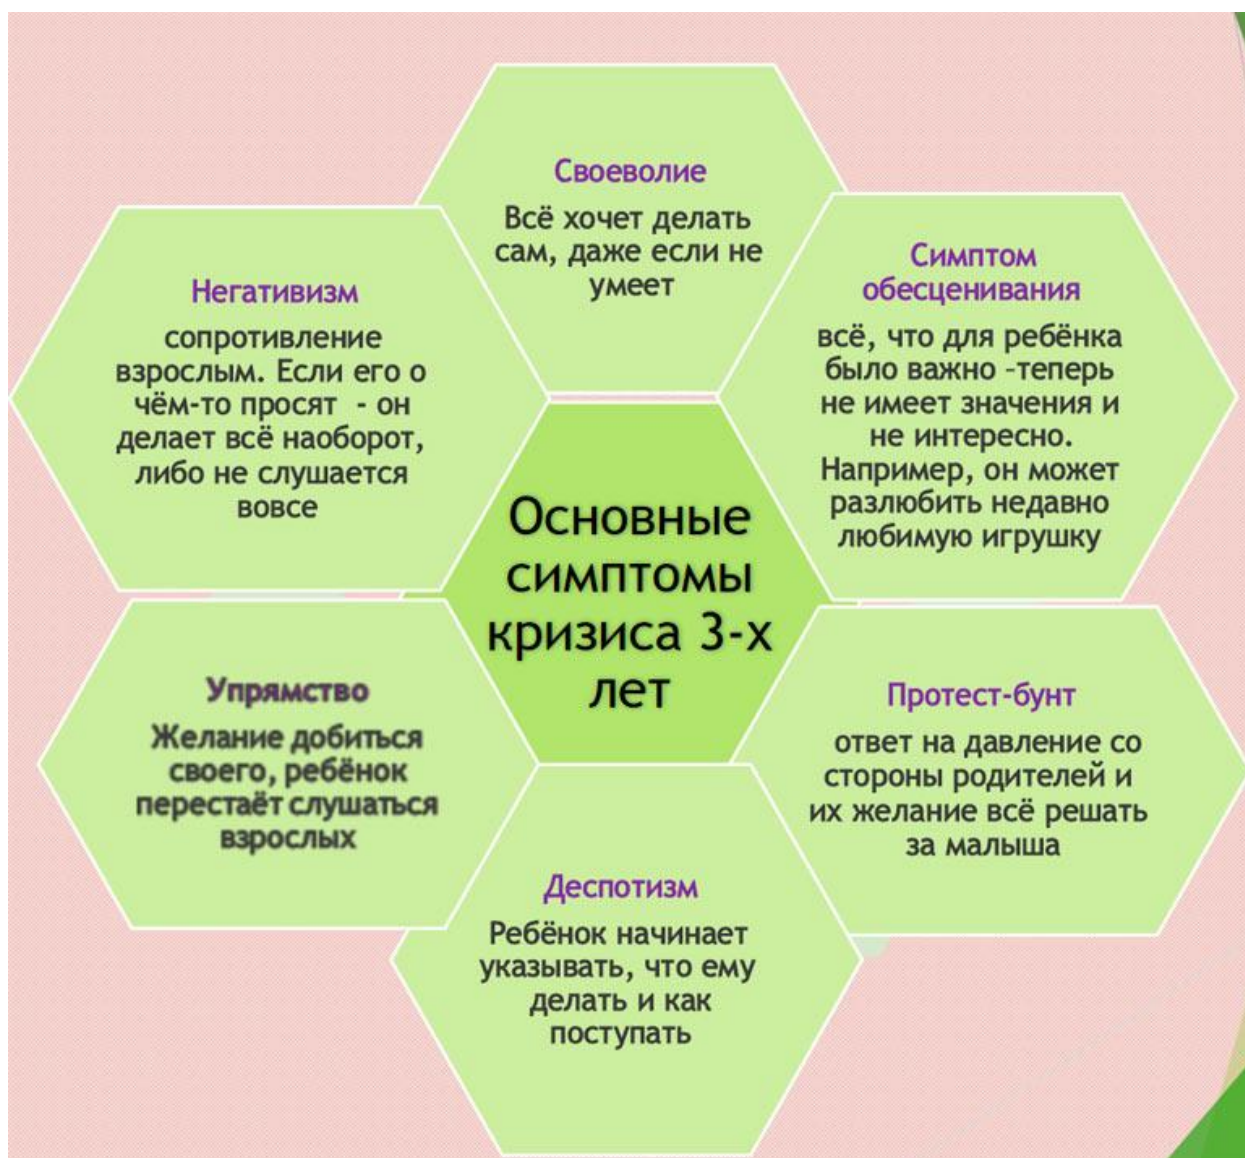 Своеволие
Всё хочет делать
сам, даже если не
умеет
Негативизм
сопротивление
взрослым. Если его о
чём-то просят  - он
делает всё наоборот,
либо не слушается
вовсе
Симптом
обесценивания
всё, что для ребёнка
было важно –теперь
не имеет значения и
не интересно.
Например, он может
разлюбить недавно
любимую игрушку
Основные
симптомы
кризиса 3-х
лет
Упрямство
Желание добиться
своего, ребёнок
перестаёт слушаться
взрослых
Протест-бунт
ответ на давление со
стороны родителей и
их желание всё решать
за малыша
Деспотизм
Ребёнок начинает
указывать, что ему
делать и как
поступать